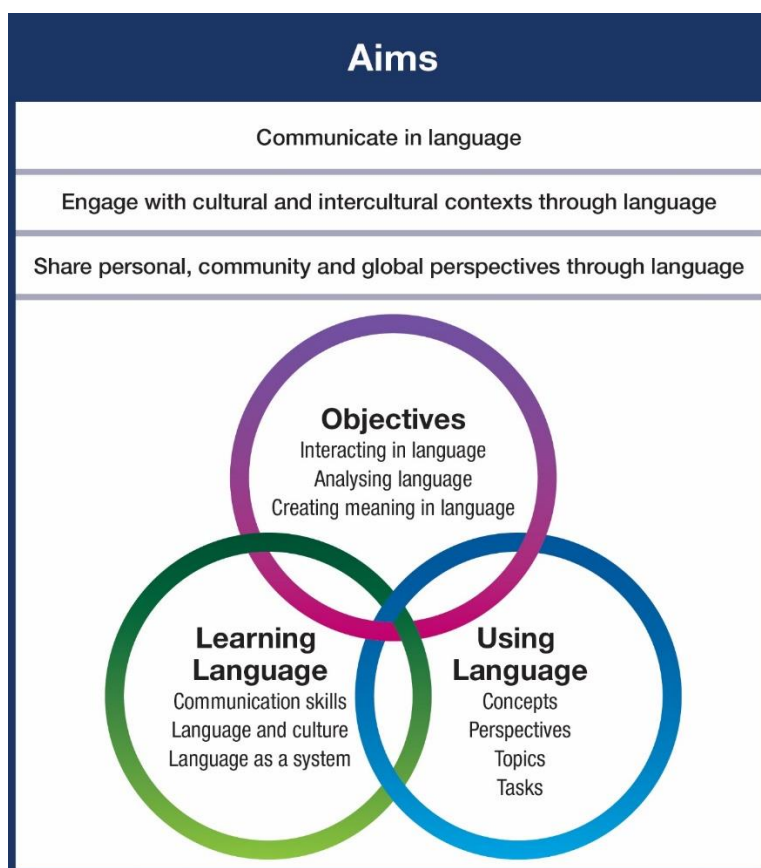 Aims
Communicate in language
Engage with cultural and intercultural contexts through language
Share personal, community and global perspectives through language
Objectives
Interacting in language
Analysing language
Creating meaning in language
Learning
Language
Communication skills
Language and culture
Language as a system
Using
Language
Concepts
Perspectives
Topics
Tasks